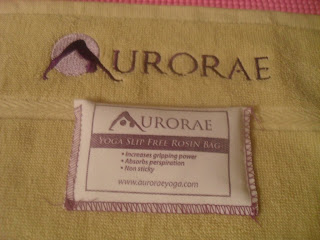 AURORAE
AURORAE
YOGA SLIP FREE ROSIN BAG
• Increases gripping power
• Absorbs perspiration
• Non sticky
www.auroraeyoga.com